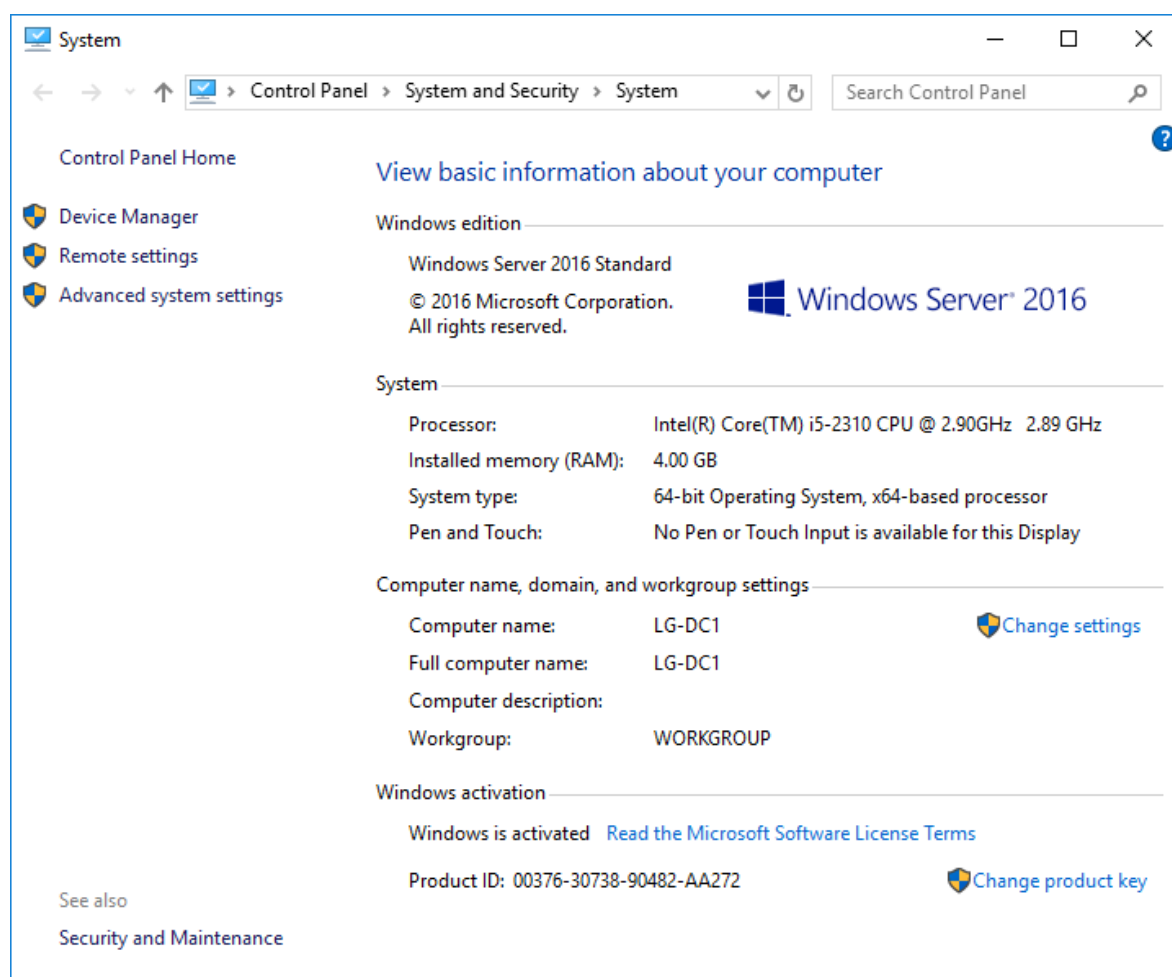 System
Control Panel > System and Security > System
Search Control Panel
?
Control Panel Home
Device Manager
Remote settings
Advanced system settings
See also
Security and Maintenance
View basic information about your computer
Windows edition
Windows Server 2016 Standard
© 2016 Microsoft Corporation.
All rights reserved.
Windows Server® 2016
System
Processor: Intel(R) Core(TM) i5-2310 CPU @ 2.90GHz 2.89 GHz
Installed memory (RAM): 4.00 GB
System type: 64-bit Operating System, x64-based processor
Pen and Touch: No Pen or Touch Input is available for this Display
Computer name, domain, and workgroup settings
Computer name: LG-DC1 Change settings
Full computer name: LG-DC1
Computer description:
Workgroup: WORKGROUP
Windows activation
Windows is activated Read the Microsoft Software License Terms
Product ID: 00376-30738-90482-AA272 Change product key